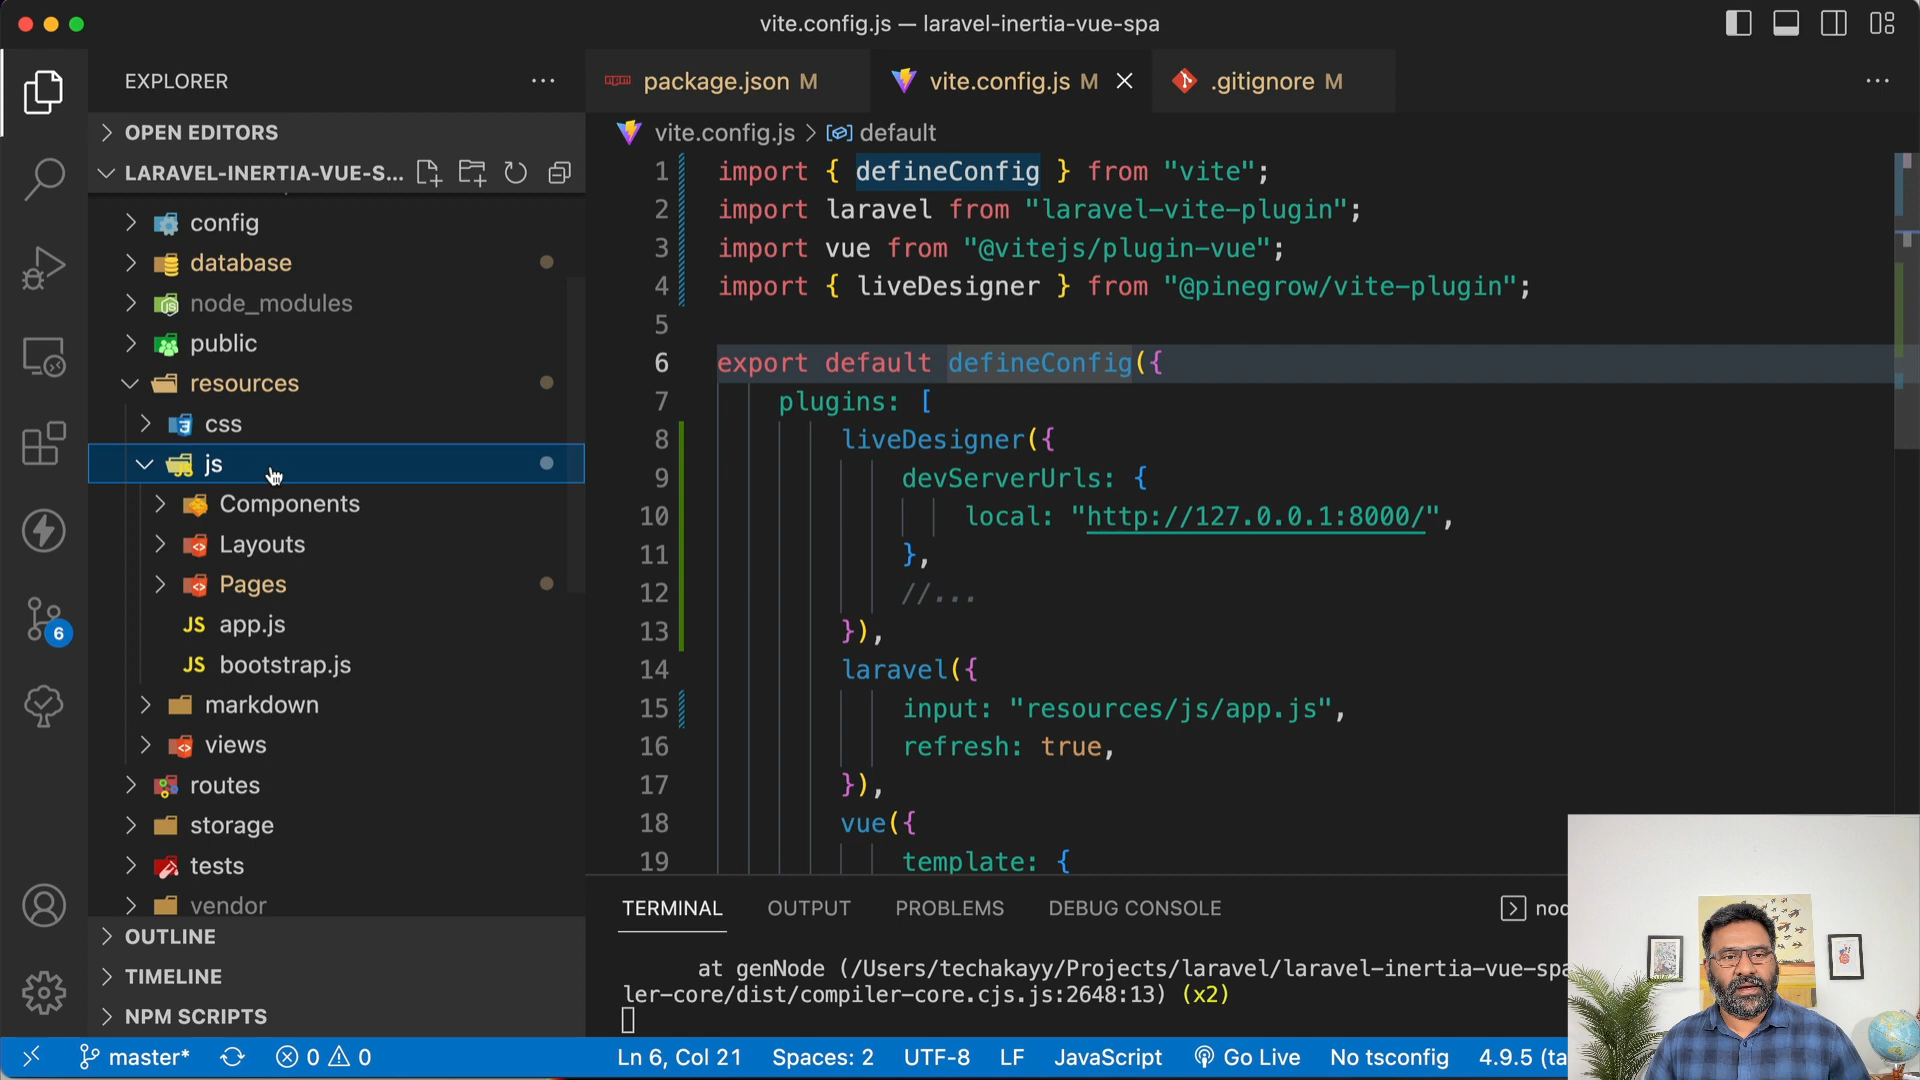 vite.config.js — laravel-inertia-vue-spa
EXPLORER
package.json M
vite.config.js M
.gitignore M
OPEN EDITORS
vite.config.js > default
LARAVEL-INERTIA-VUE-S...
config
database
node_modules
public
resources
css
js
Components
Layouts
Pages
JS app.js
JS bootstrap.js
markdown
views
routes
storage
tests
vendor
OUTLINE
TIMELINE
NPM SCRIPTS
1 import { defineConfig } from "vite";
2 import laravel from "laravel-vite-plugin";
3 import vue from "@vitejs/plugin-vue";
4 import { liveDesigner } from "@pinegrow/vite-plugin";
5
6 export default defineConfig({
7 plugins: [
8 liveDesigner({
9 devServerUrls: {
10 local: "http://127.0.0.1:8000/",
11 },
12 //...
13 }),
14 laravel({
15 input: "resources/js/app.js",
16 refresh: true,
17 }),
18 vue({
19 template: {
TERMINAL OUTPUT PROBLEMS DEBUG CONSOLE
at genNode (/Users/techakayy/Projects/laravel/laravel-inertia-vue-spa
ler-core/dist/compiler-core.cjs.js:2648:13) (x2)
6
master* 0 0 Ln 6, Col 21 Spaces: 2 UTF-8 LF JavaScript Go Live No tsconfig 4.9.5